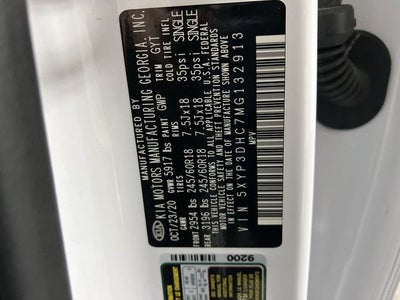 MANUFACTURED BY
KIA KIA MOTORS MANUFACTURING GEORGIA, INC.
OCT/23/20 PAINT GWP TRIM GYT
GVWR 5917 lbs
GAWR TIRES RIMS COLD TIRE INFL
FRONT 2954 lbs 245/60R18 7.5Jx18 35psi SINGLE
REAR 3196 lbs 245/60R18 7.5Jx18 35psi SINGLE
THIS VEHICLE CONFORMS TO ALL APPLICABLE U.S. FEDERAL
MOTOR VEHICLE SAFETY, BUMPER, AND THEFT PREVENTION STANDARDS
IN EFFECT ON THE DATE OF MANUFACTURE SHOWN ABOVE.
VIN 5XYP3DHC7MG132913
MPV
9200